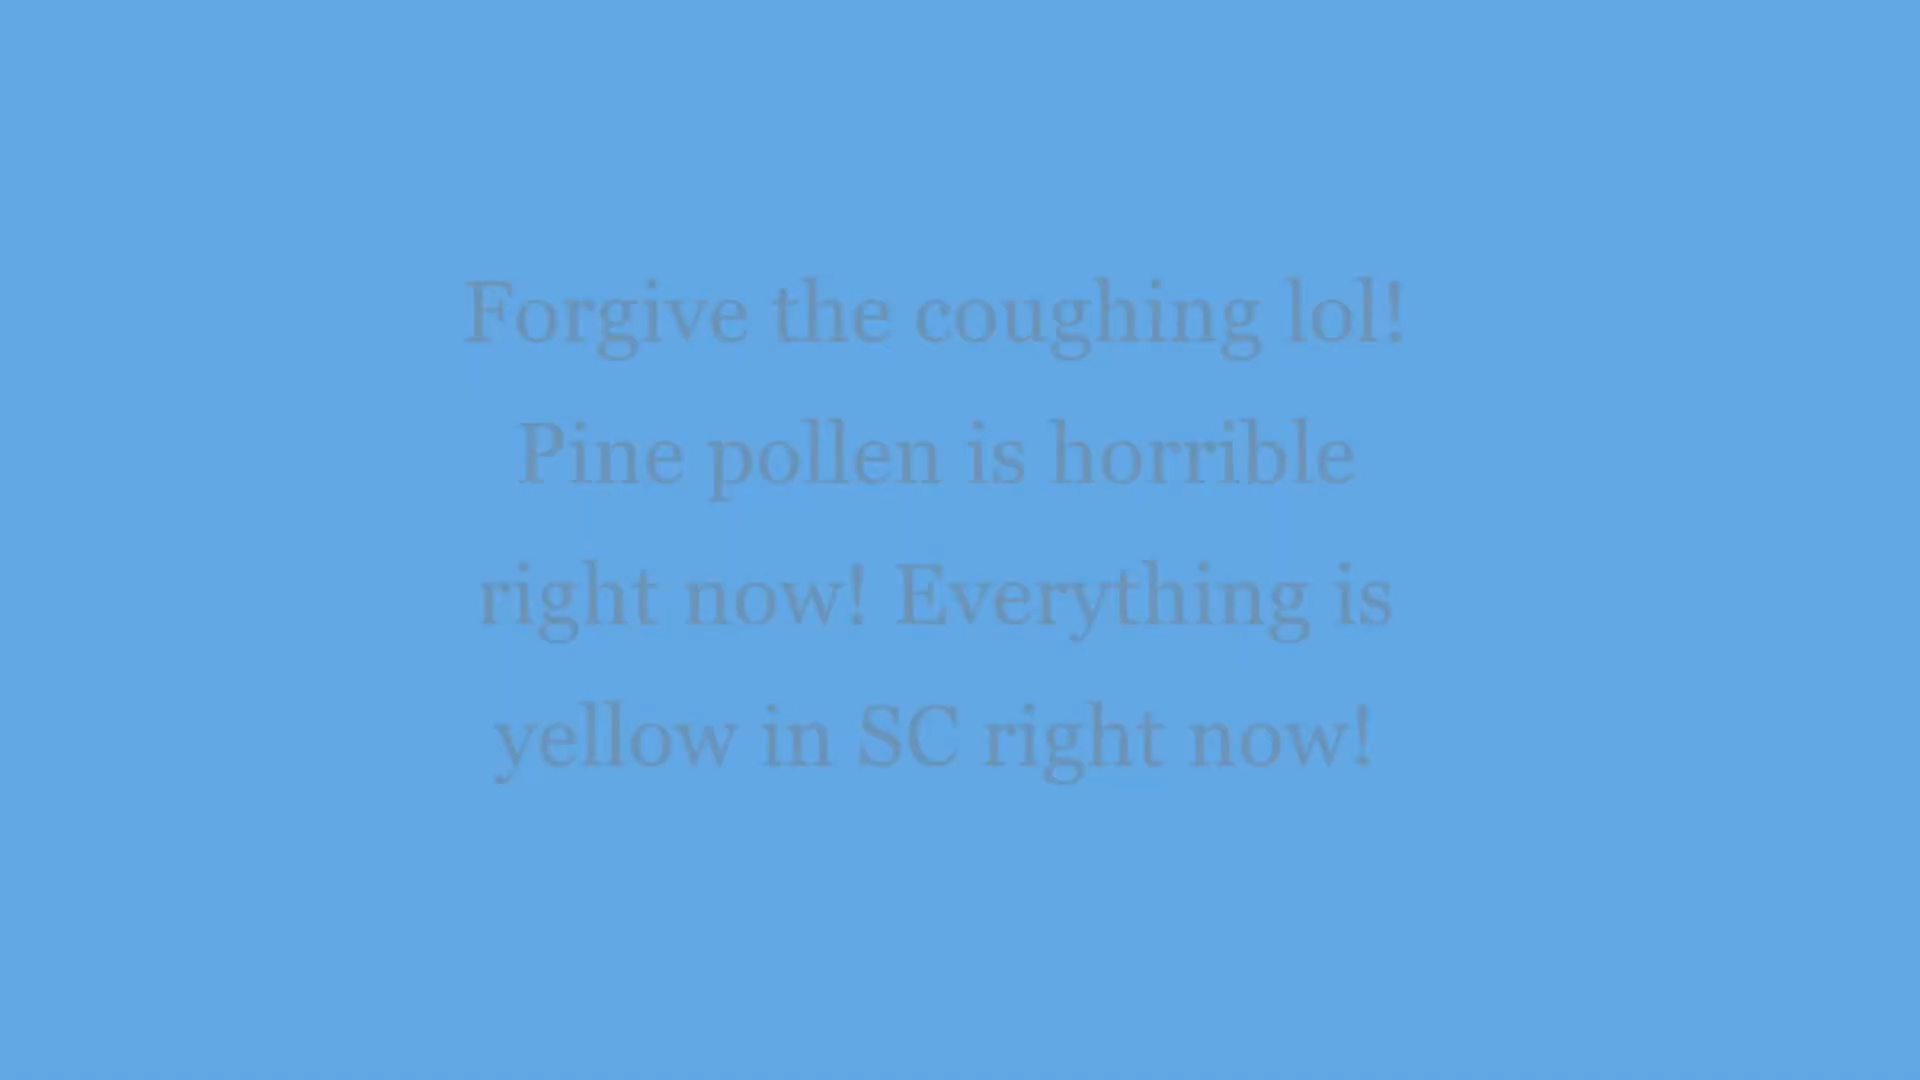 Forgive the coughing lol!
Pine pollen is horrible
right now! Everything is
yellow in SC right now!